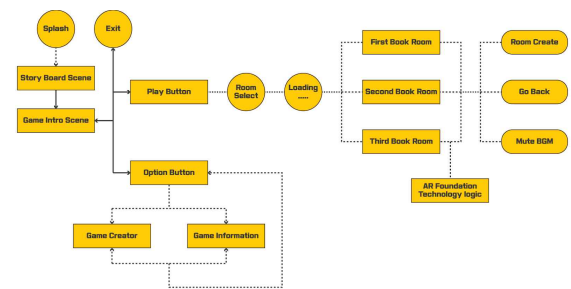 Splash
Exit
Story Board Scene
Game Intro Scene
Play Button
Room
Select
Loading
.....
First Book Room
Second Book Room
Third Book Room
Room Create
Go Back
Mute BGM
Option Button
AR Foundation
Technology logic
Game Creator
Game Information